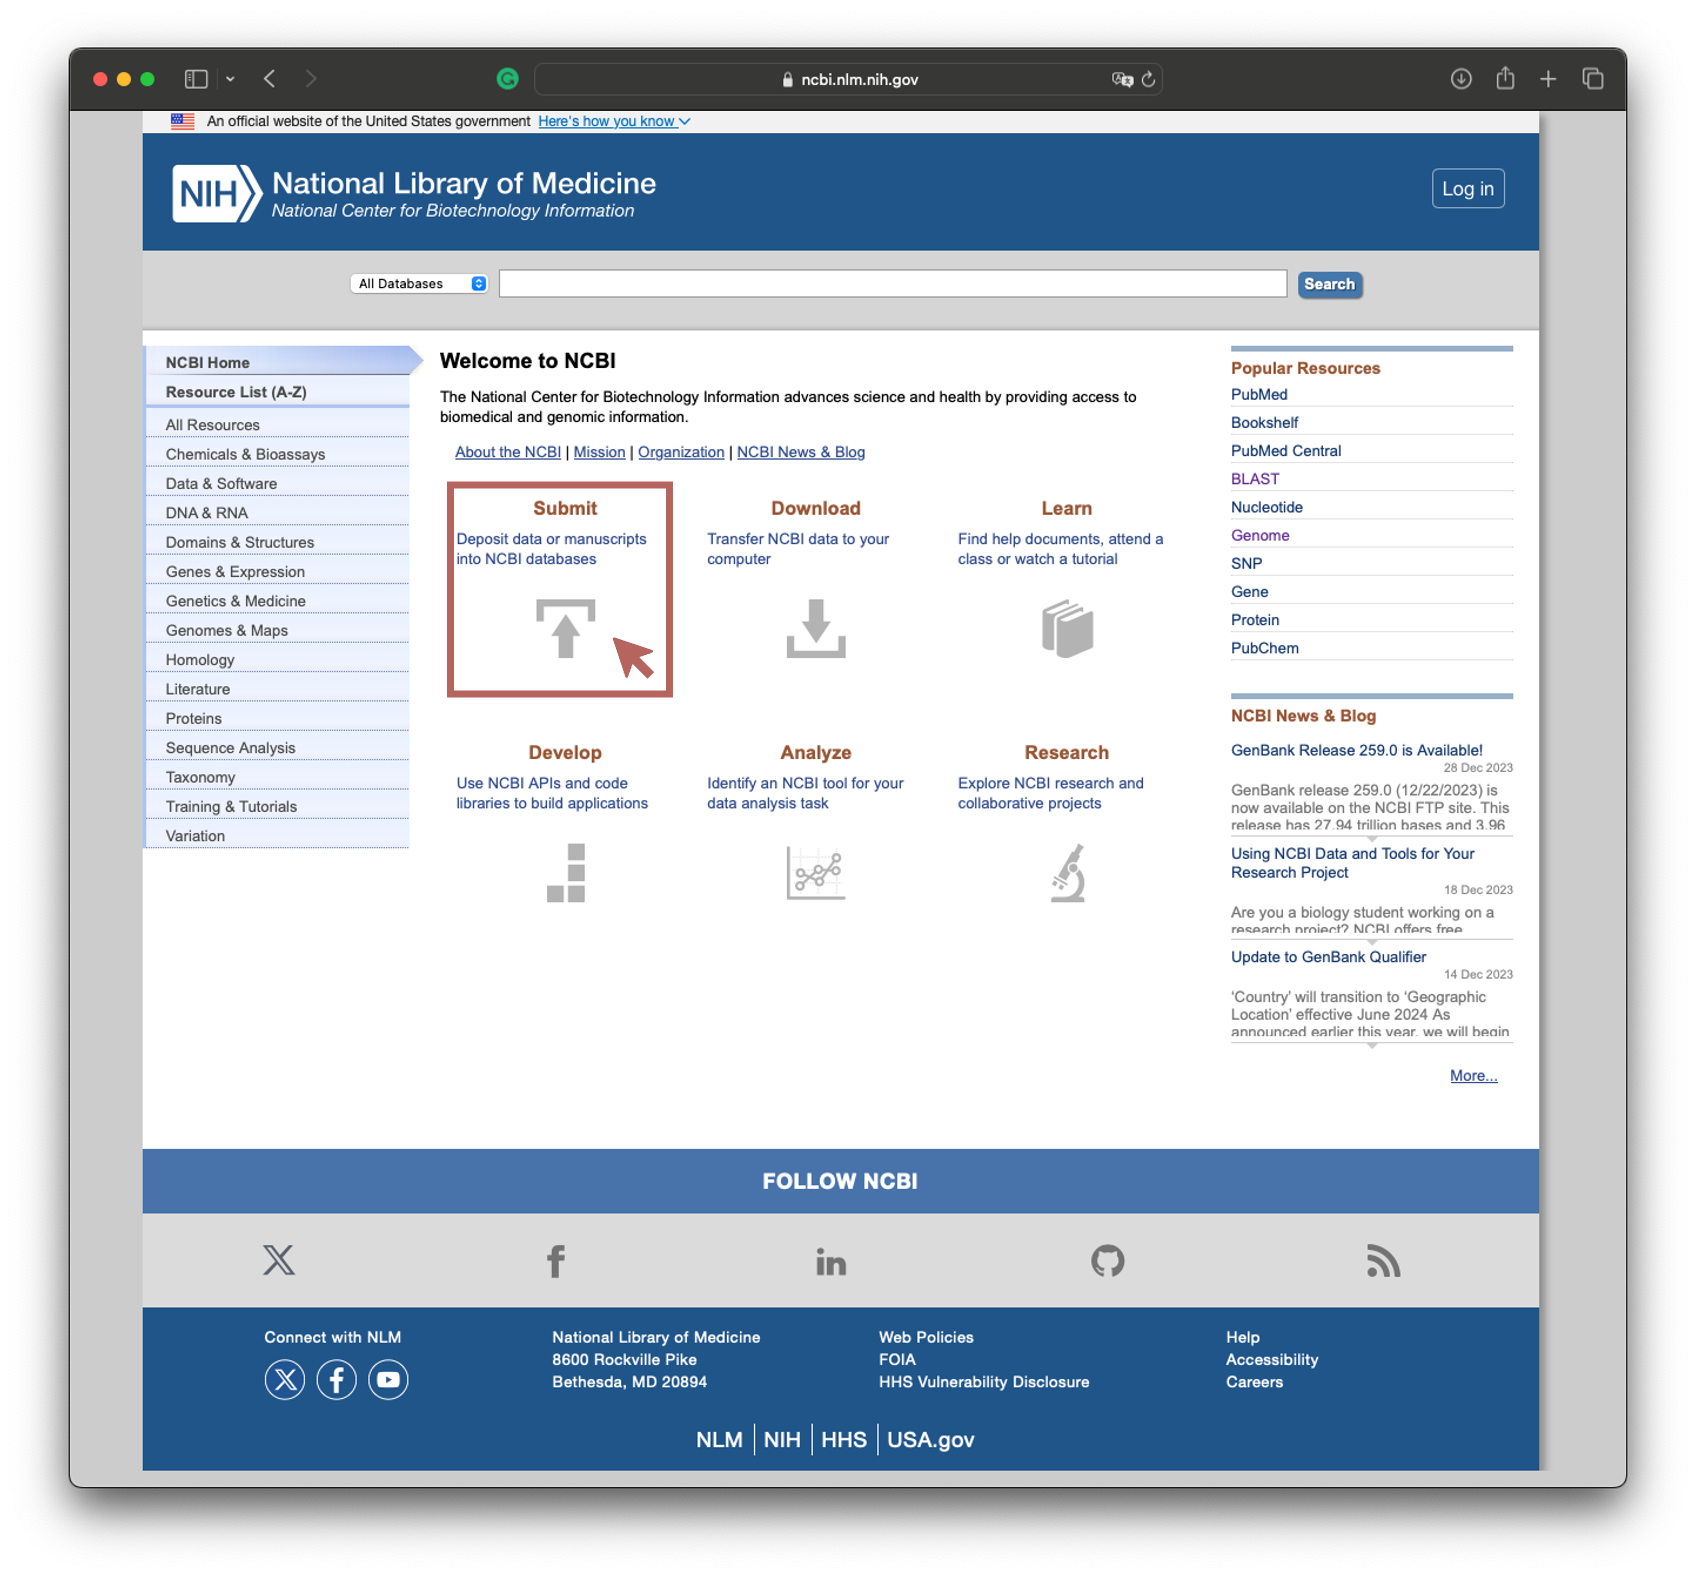 ncbi.nlm.nih.gov
An official website of the United States government Here's how you know
NIH National Library of Medicine
National Center for Biotechnology Information
Log in
All Databases
Search
NCBI Home
Resource List (A-Z)
All Resources
Chemicals & Bioassays
Data & Software
DNA & RNA
Domains & Structures
Genes & Expression
Genetics & Medicine
Genomes & Maps
Homology
Literature
Proteins
Sequence Analysis
Taxonomy
Training & Tutorials
Variation
Welcome to NCBI
The National Center for Biotechnology Information advances science and health by providing access to
biomedical and genomic information.
About the NCBI | Mission | Organization | NCBI News & Blog
Submit
Deposit data or manuscripts
into NCBI databases
Download
Transfer NCBI data to your
computer
Learn
Find help documents, attend a
class or watch a tutorial
Develop
Use NCBI APIs and code
libraries to build applications
Analyze
Identify an NCBI tool for your
data analysis task
Research
Explore NCBI research and
collaborative projects
Popular Resources
PubMed
Bookshelf
PubMed Central
BLAST
Nucleotide
Genome
SNP
Gene
Protein
PubChem
NCBI News & Blog
GenBank Release 259.0 is Available!
28 Dec 2023
GenBank release 259.0 (12/22/2023) is
now available on the NCBI FTP site. This
release has 27.94 trillion bases and 3.96
Using NCBI Data and Tools for Your
Research Project
18 Dec 2023
Are you a biology student working on a
research project? NCBI offers free
Update to GenBank Qualifier
14 Dec 2023
‘Country’ will transition to ‘Geographic
Location’ effective June 2024 As
announced earlier this year, we will begin
More...
FOLLOW NCBI
Connect with NLM
National Library of Medicine
8600 Rockville Pike
Bethesda, MD 20894
Web Policies
FOIA
HHS Vulnerability Disclosure
Help
Accessibility
Careers
NLM | NIH | HHS | USA.gov